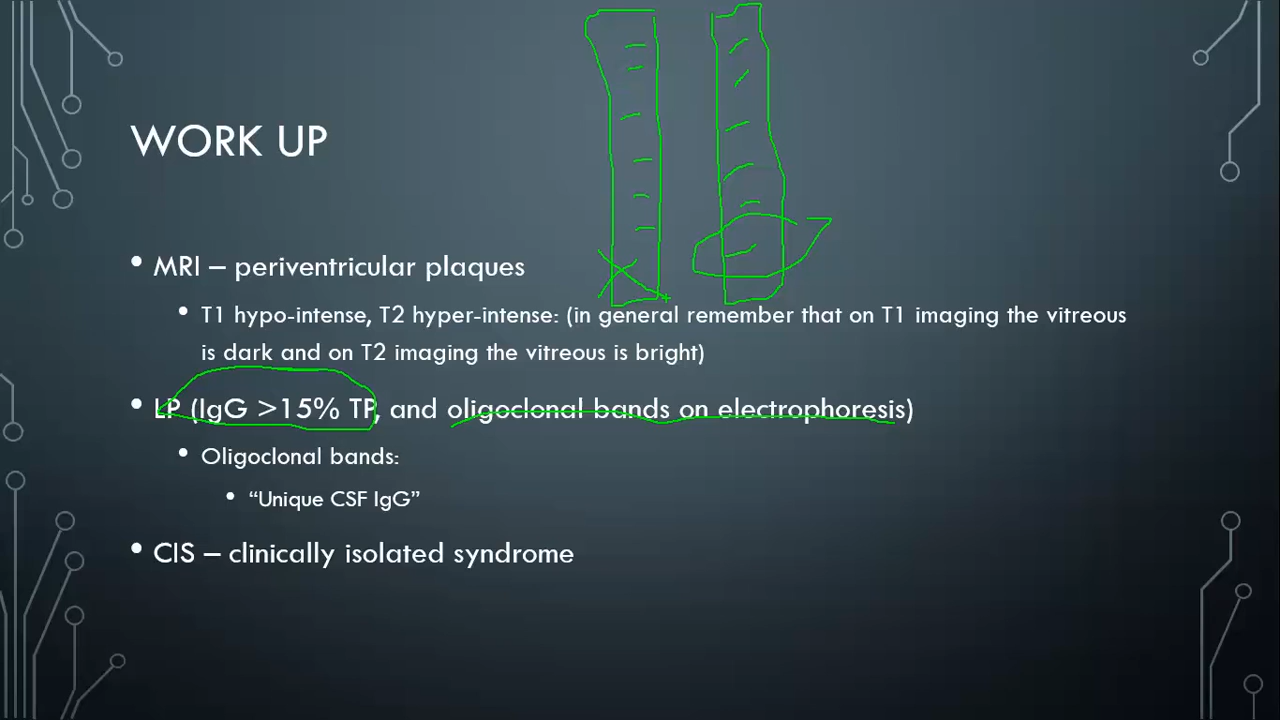 WORK UP
• MRI – periventricular plaques
• T1 hypo-intense, T2 hyper-intense: (in general remember that on T1 imaging the vitreous
is dark and on T2 imaging the vitreous is bright)
• LP (IgG >15% TP, and oligoclonal bands on electrophoresis)
• Oligoclonal bands:
• “Unique CSF IgG”
• CIS – clinically isolated syndrome